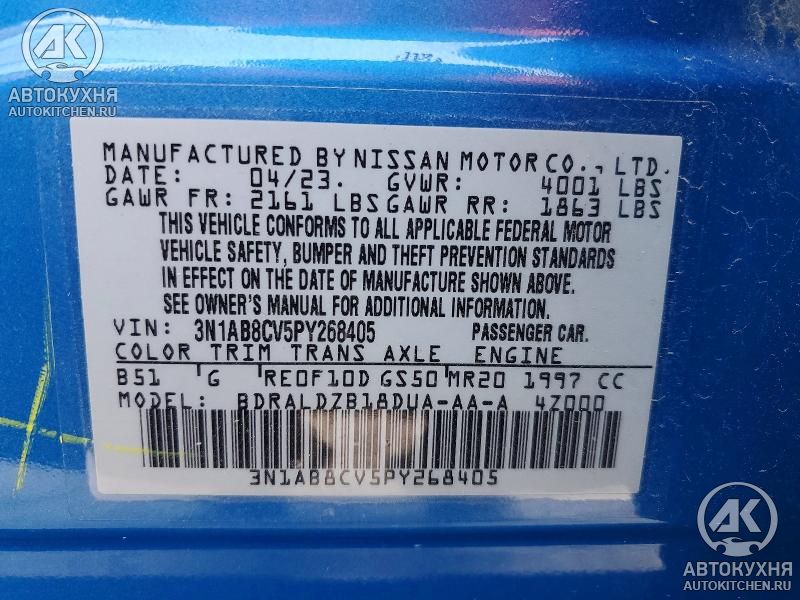 АК
АВТОКУХНЯ
AUTOKITCHEN.RU
MANUFACTURED BY NISSAN MOTOR CO., LTD.
DATE: 04/23. GVWR: 4001 LBS
GAWR FR: 2161 LBS GAWR RR: 1863 LBS
THIS VEHICLE CONFORMS TO ALL APPLICABLE FEDERAL MOTOR
VEHICLE SAFETY, BUMPER AND THEFT PREVENTION STANDARDS
IN EFFECT ON THE DATE OF MANUFACTURE SHOWN ABOVE.
SEE OWNER'S MANUAL FOR ADDITIONAL INFORMATION.
VIN: 3N1AB8CV5PY268405 PASSENGER CAR.
COLOR TRIM TRANS AXLE ENGINE
B51 G RE0F10D GS50 MR20 1997 CC
MODEL: BDRALDZB18DUA-AA-A 4Z000
3N1AB8CV5PY268405
АК
АВТОКУХНЯ
AUTOKITCHEN.RU